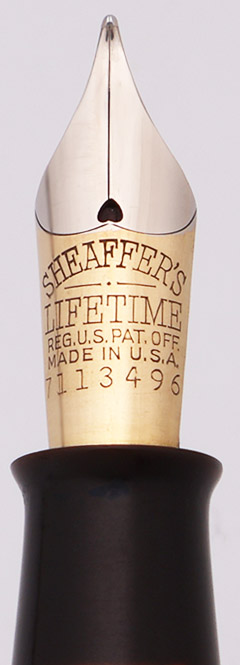 SHEAFFER'S
LIFETIME
REG.U.S.PAT.OFF.
MADE IN U.S.A.
7113496